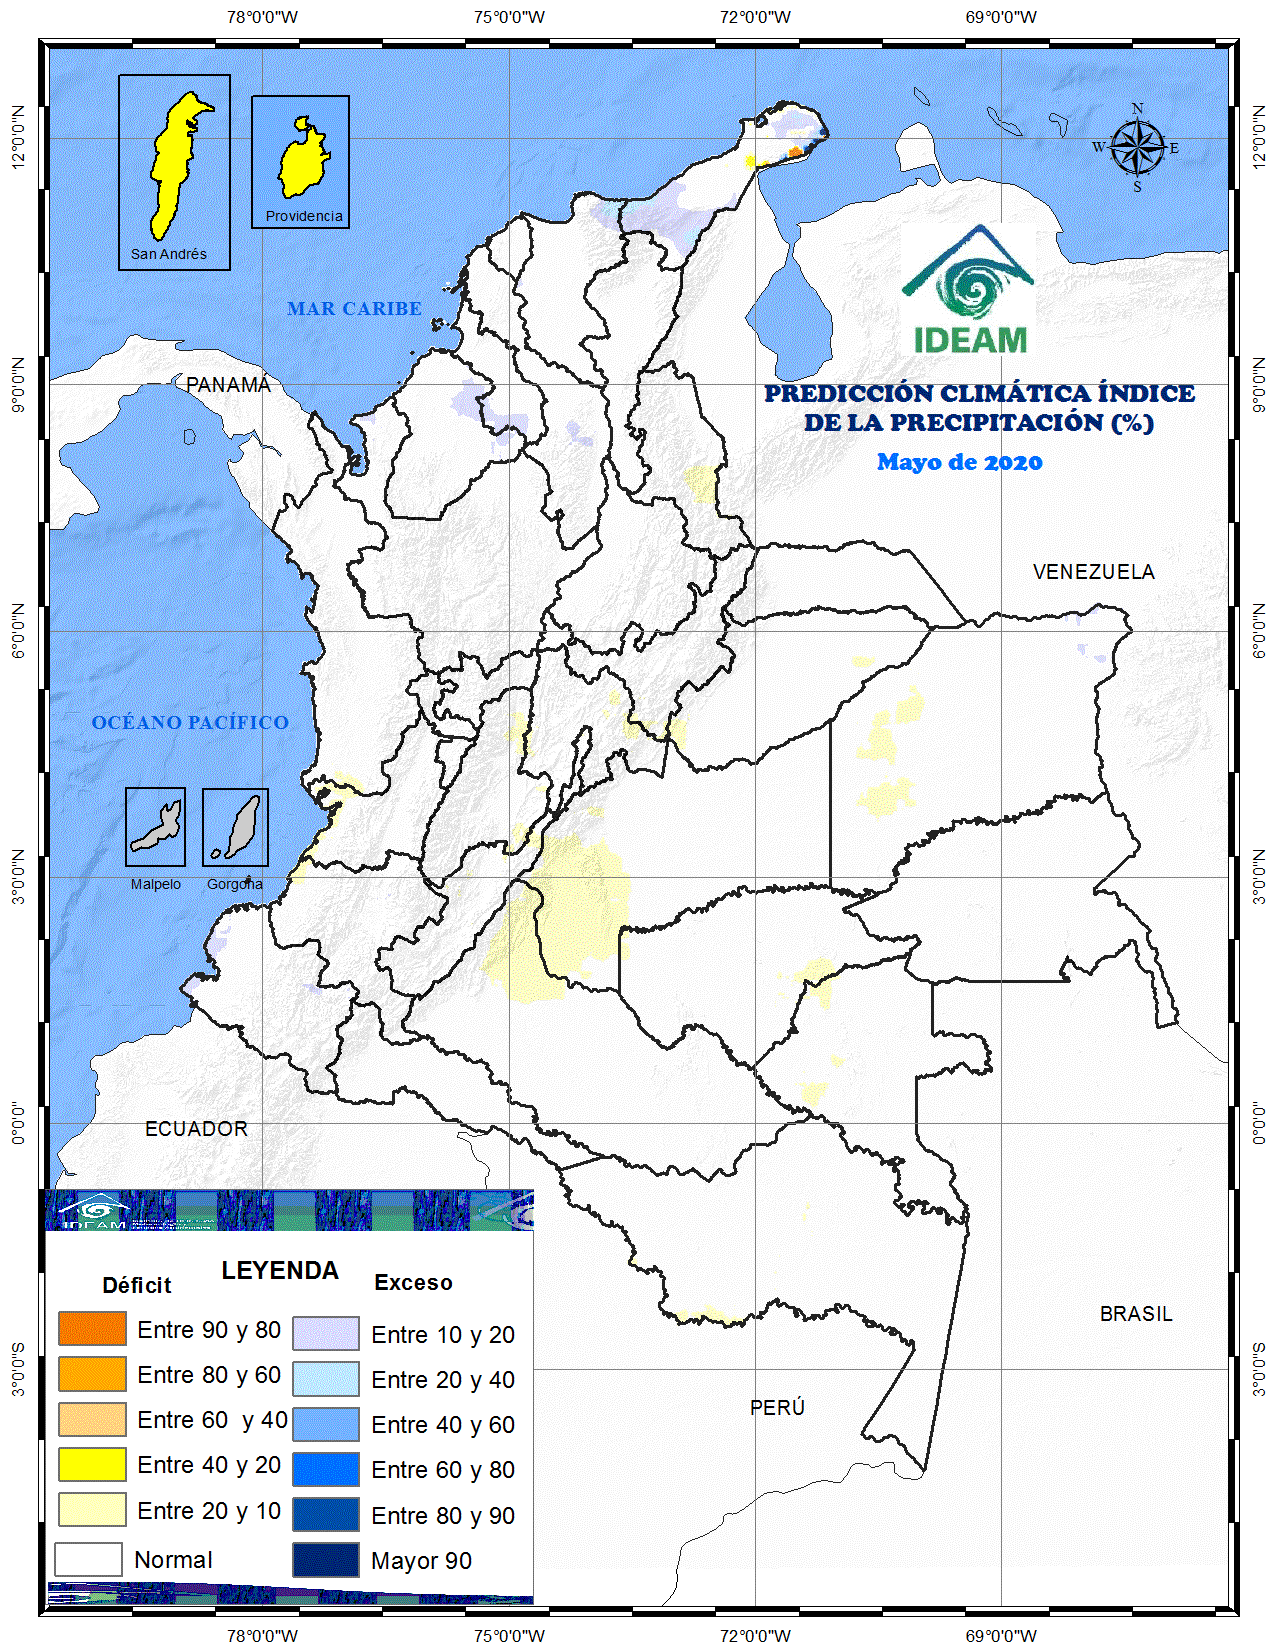 78°0'0"W
75°0'0"W
72°0'0"W
69°0'0"W
12°0'0"N
12°0'0"N
N
W
E
S
Providencia
San Andrés
MAR CARIBE
IDEAM
9°0'0"N
9°0'0"N
PANAMÁ
PREDICCIÓN CLIMÁTICA ÍNDICE
DE LA PRECIPITACIÓN (%)
Mayo de 2020
VENEZUELA
6°0'0"N
6°0'0"N
OCÉANO PACÍFICO
3°0'0"N
3°0'0"N
Malpelo
Gorgona
0°0'0"
0°0'0"
ECUADOR
IDEAM
LEYENDA
Déficit
Exceso
Entre 90 y 80
Entre 10 y 20
Entre 80 y 60
Entre 20 y 40
Entre 60 y 40
Entre 40 y 60
Entre 40 y 20
Entre 60 y 80
Entre 20 y 10
Entre 80 y 90
Normal
Mayor 90
BRASIL
3°0'0"S
3°0'0"S
PERÚ
78°0'0"W
75°0'0"W
72°0'0"W
69°0'0"W